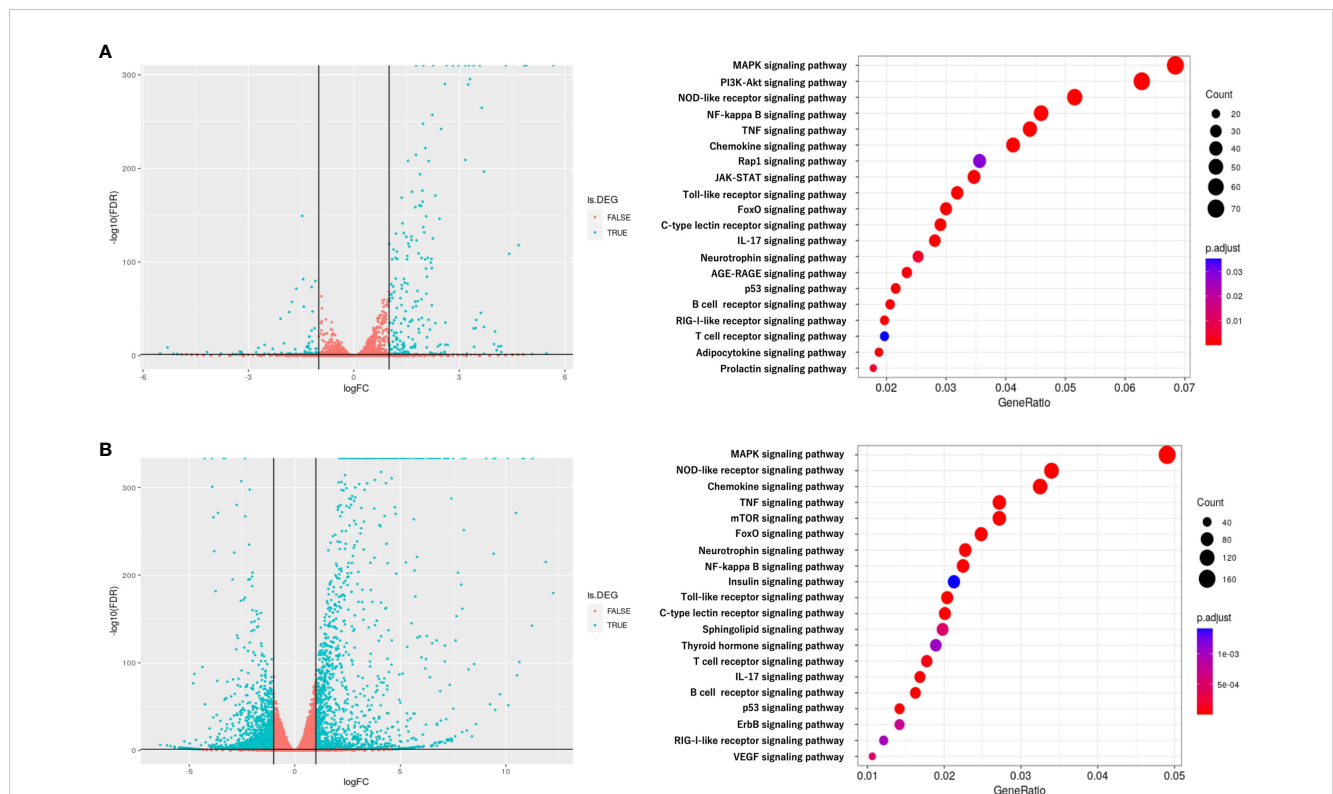 A
300
200
100
0
-log10(FDR)
-6
-3
0
3
6
logFC
is.DEG
FALSE
TRUE
MAPK signaling pathway
PI3K-Akt signaling pathway
NOD-like receptor signaling pathway
NF-kappa B signaling pathway
TNF signaling pathway
Chemokine signaling pathway
Rap1 signaling pathway
JAK-STAT signaling pathway
Toll-like receptor signaling pathway
FoxO signaling pathway
C-type lectin receptor signaling pathway
IL-17 signaling pathway
Neurotrophin signaling pathway
AGE-RAGE signaling pathway
p53 signaling pathway
B cell receptor signaling pathway
RIG-I-like receptor signaling pathway
T cell receptor signaling pathway
Adipocytokine signaling pathway
Prolactin signaling pathway
0.02
0.03
0.04
0.05
0.06
0.07
GeneRatio
Count
20
30
40
50
60
70
p.adjust
0.03
0.02
0.01
B
300
200
100
0
-log10(FDR)
-5
0
5
10
logFC
is.DEG
FALSE
TRUE
MAPK signaling pathway
NOD-like receptor signaling pathway
Chemokine signaling pathway
TNF signaling pathway
mTOR signaling pathway
FoxO signaling pathway
Neurotrophin signaling pathway
NF-kappa B signaling pathway
Insulin signaling pathway
Toll-like receptor signaling pathway
C-type lectin receptor signaling pathway
Sphingolipid signaling pathway
Thyroid hormone signaling pathway
T cell receptor signaling pathway
IL-17 signaling pathway
B cell receptor signaling pathway
p53 signaling pathway
ErbB signaling pathway
RIG-I-like receptor signaling pathway
VEGF signaling pathway
0.01
0.02
0.03
0.04
0.05
GeneRatio
Count
40
80
120
160
p.adjust
1e-03
5e-04